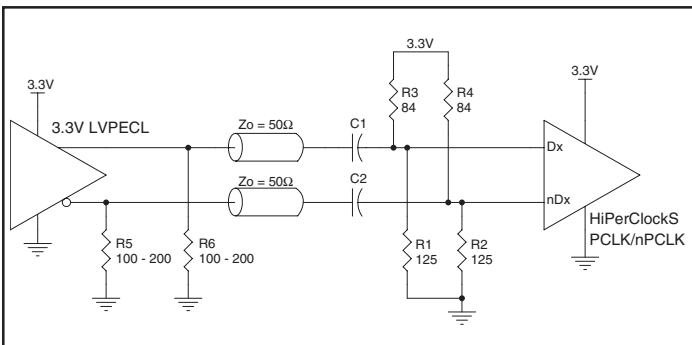 3.3V
3.3V LVPECL
R5
100 - 200
R6
100 - 200
Zo = 50Ω
Zo = 50Ω
C1
C2
3.3V
R3
84
R4
84
R1
125
R2
125
3.3V
Dx
nDx
HiPerClockS
PCLK/nPCLK